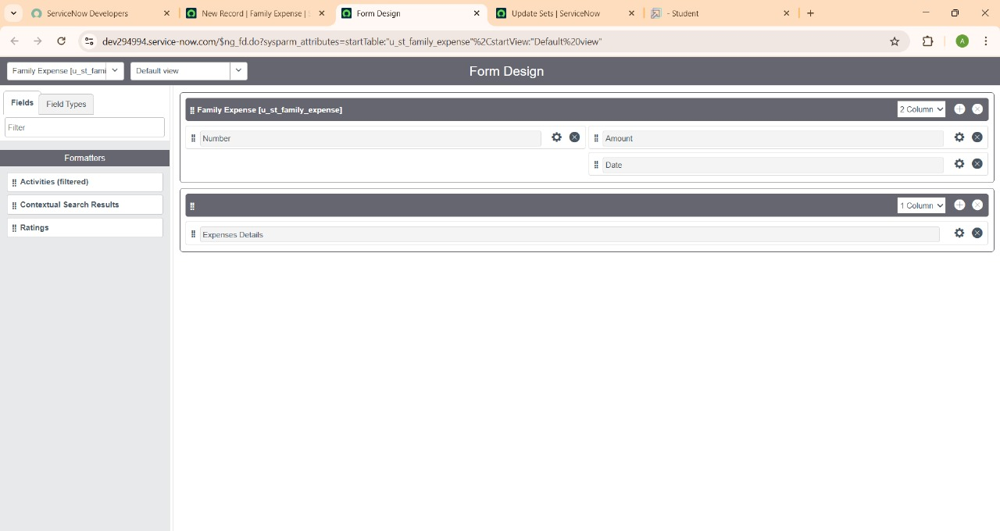 ServiceNow Developers
New Record | Family Expense |
Form Design
Update Sets | ServiceNow
- Student
dev294994.service-now.com/$ng_fd.do?sysparm_attributes=startTable:"u_st_family_expense"%2CstartView:"Default%20view"
A
Family Expense [u_st_fami
Default view
Form Design
Fields
Field Types
Filter
Formatters
Activities (filtered)
Contextual Search Results
Ratings
Family Expense [u_st_family_expense]
2 Column
Number
Amount
Date
1 Column
Expenses Details